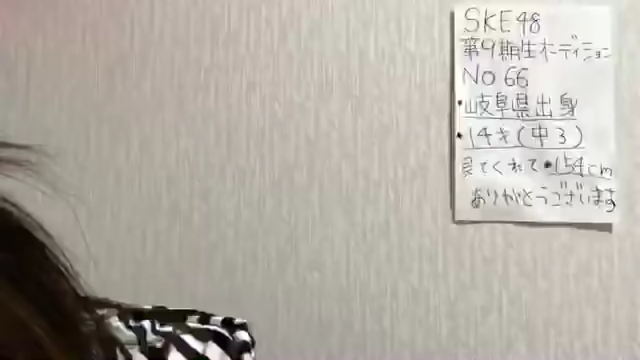 SKE48
第9期生オーディション
NO 66
・岐阜県出身
・14才(中3)
見てくれて・154cm
ありがとうございます